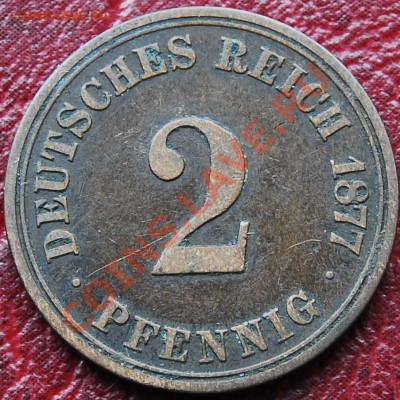 DEUTSCHES REICH 1877
2
· PFENNIG ·
COINS.LAVE.RU